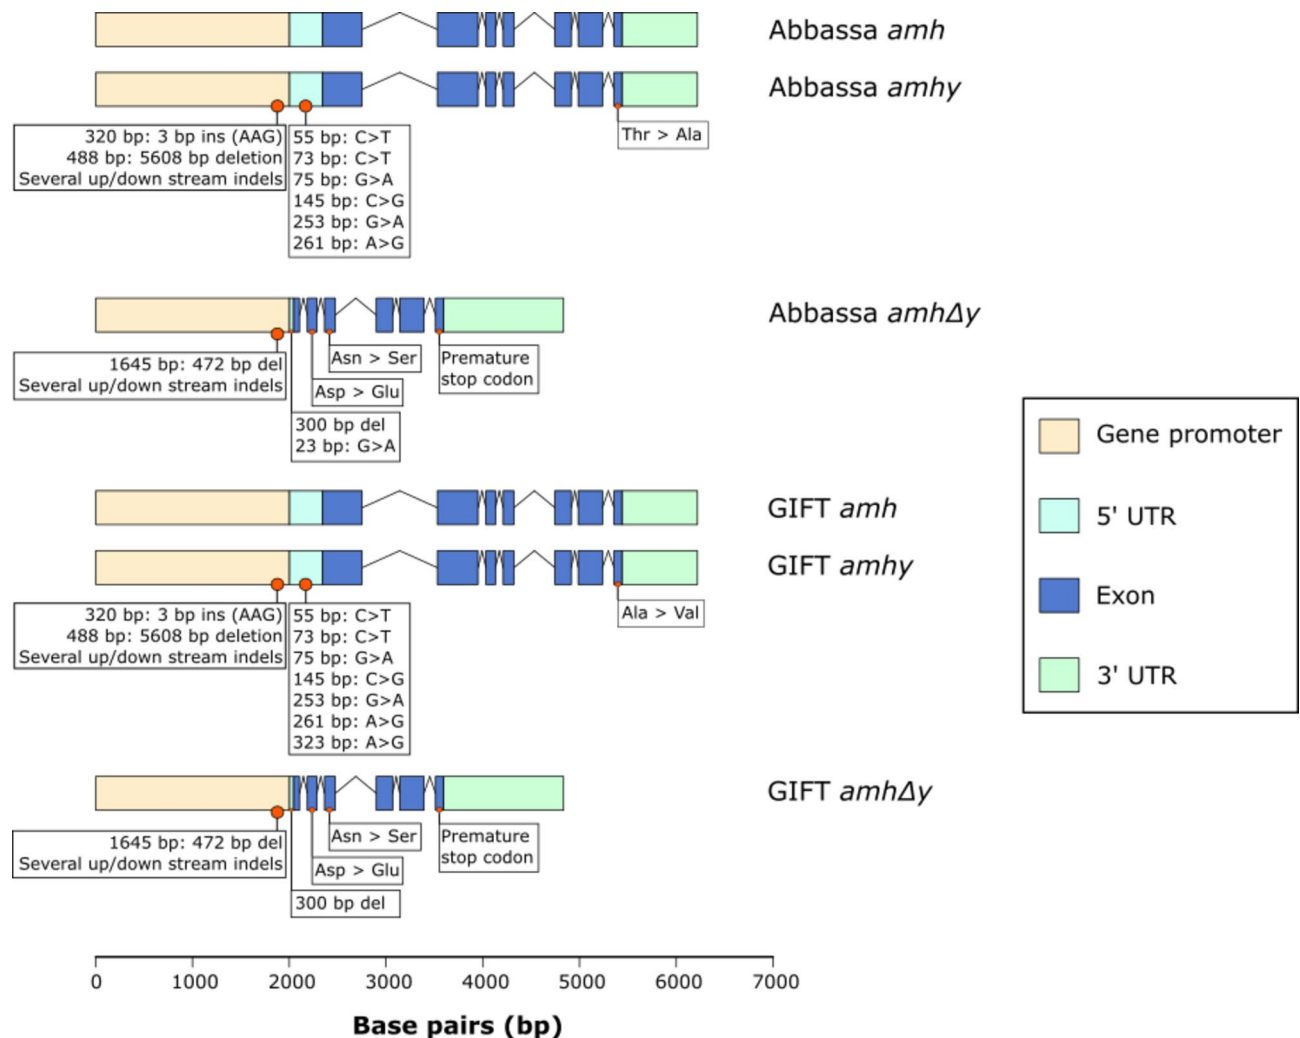 Abbassa amh
Abbassa amhy
320 bp: 3 bp ins (AAG)
488 bp: 5608 bp deletion
Several up/down stream indels
55 bp: C>T
73 bp: C>T
75 bp: G>A
145 bp: C>G
253 bp: G>A
261 bp: A>G
Thr > Ala
Abbassa amhΔy
1645 bp: 472 bp del
Several up/down stream indels
Asn > Ser
Asp > Glu
300 bp del
23 bp: G>A
Premature
stop codon
Gene promoter
5' UTR
Exon
3' UTR
GIFT amh
GIFT amhy
320 bp: 3 bp ins (AAG)
488 bp: 5608 bp deletion
Several up/down stream indels
55 bp: C>T
73 bp: C>T
75 bp: G>A
145 bp: C>G
253 bp: G>A
261 bp: A>G
323 bp: A>G
Ala > Val
GIFT amhΔy
1645 bp: 472 bp del
Several up/down stream indels
Asn > Ser
Asp > Glu
300 bp del
Premature
stop codon
0 1000 2000 3000 4000 5000 6000 7000
Base pairs (bp)